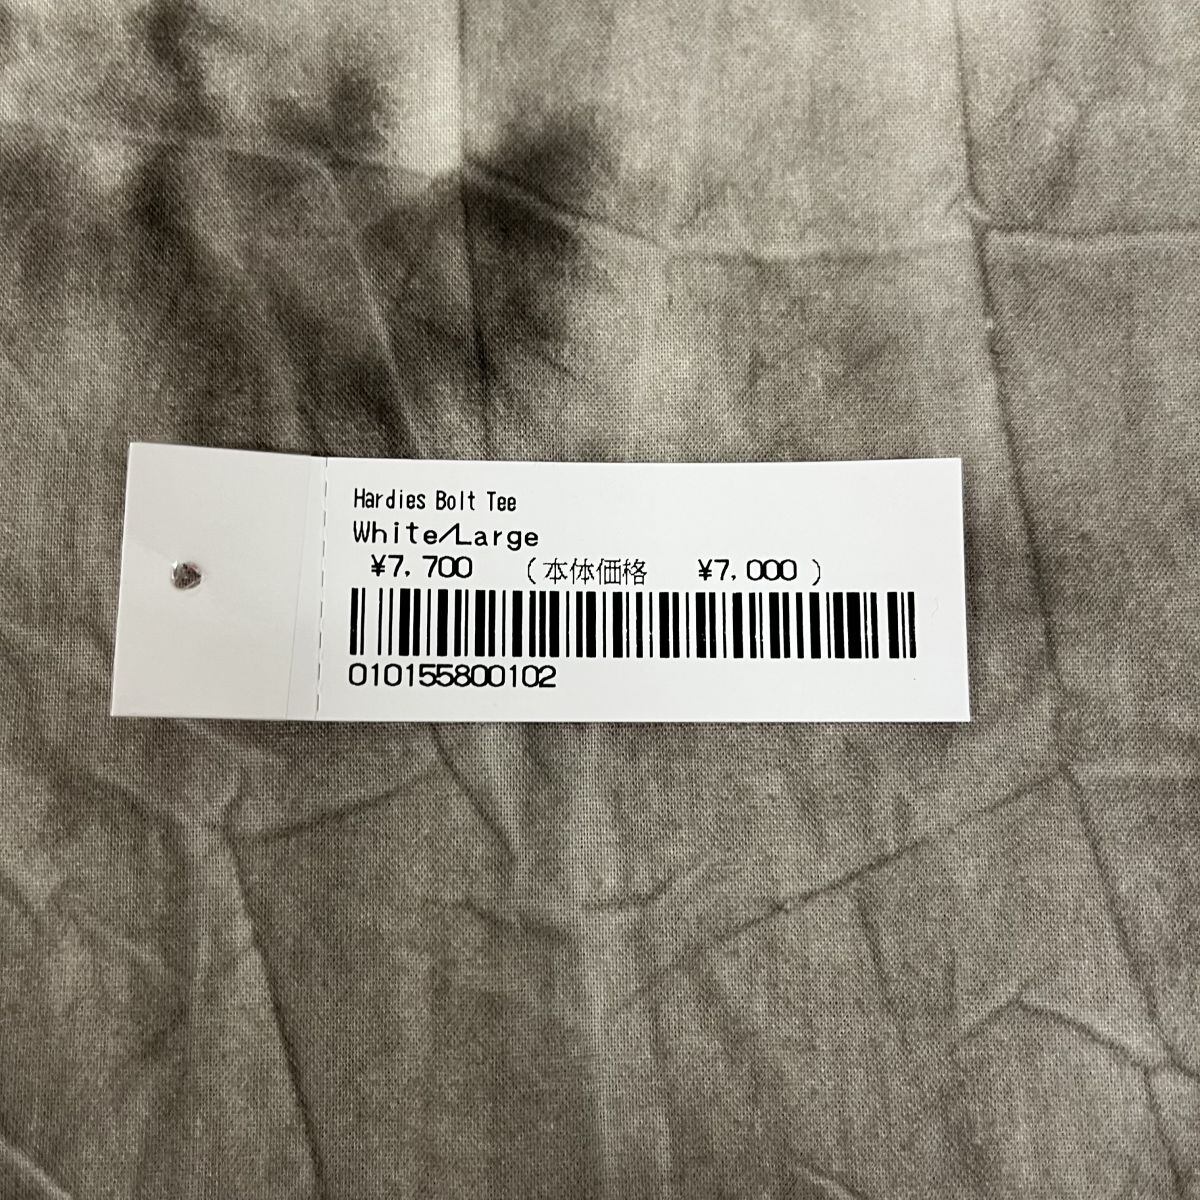 Hardies Bolt Tee
White/Large
¥7,700 (本体価格 ¥7,000)
010155800102